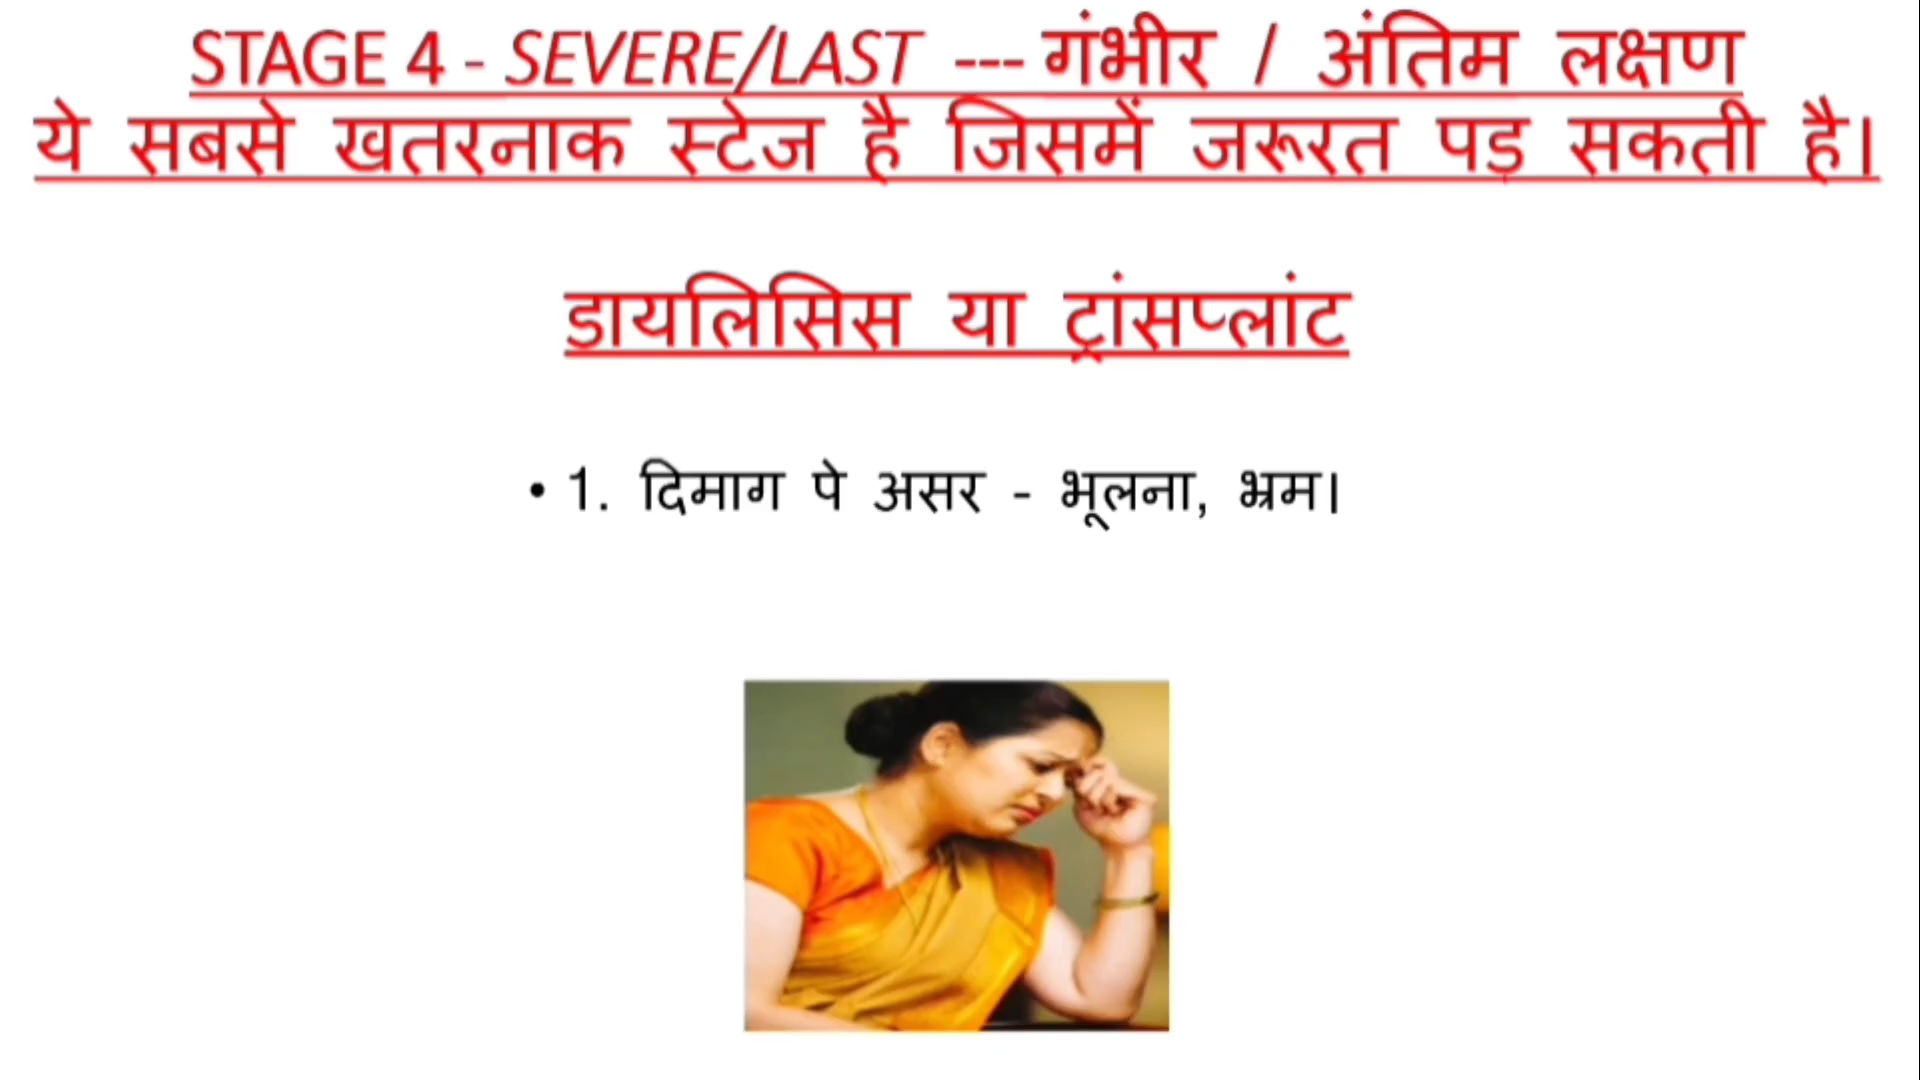 STAGE 4 - SEVERE/LAST --- गंभीर / अंतिम लक्षण
ये सबसे खतरनाक स्टेज है जिसमें जरूरत पड़ सकती है।
डायलिसिस या ट्रांसप्लांट
• 1. दिमाग पे असर - भूलना, भ्रम।